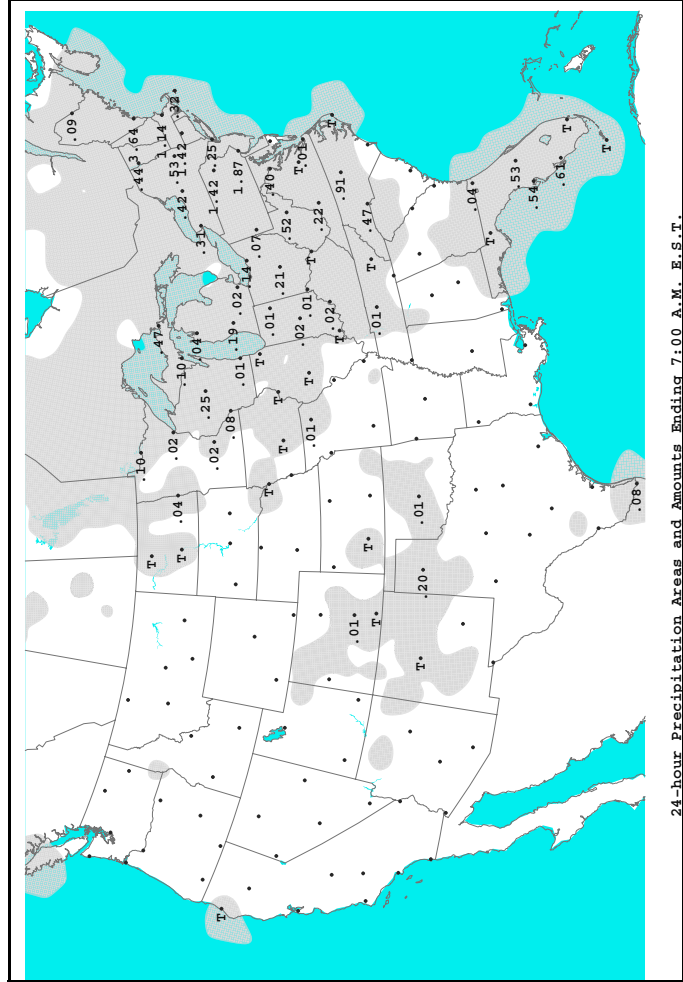 .09
.44
3.64
.10
T
.47
1.14
.02
.53
.32
T
.04
.10
.42
1.42
.04
.31
.25
.02
1.42
.25
T
.08
.01
.19
.02
1.87
.14
.07
T
T
.01
.40
T
.21
T
.52
.02
T
.01
.01
T
.01
T
.22
T
.02
T
.91
.01
T
T
.47
T
.01
T
.20
.01
.04
T
.53
.54
.61
T
T
.08
24-hour Precipitation Areas and Amounts Ending 7:00 A.M. E.S.T.